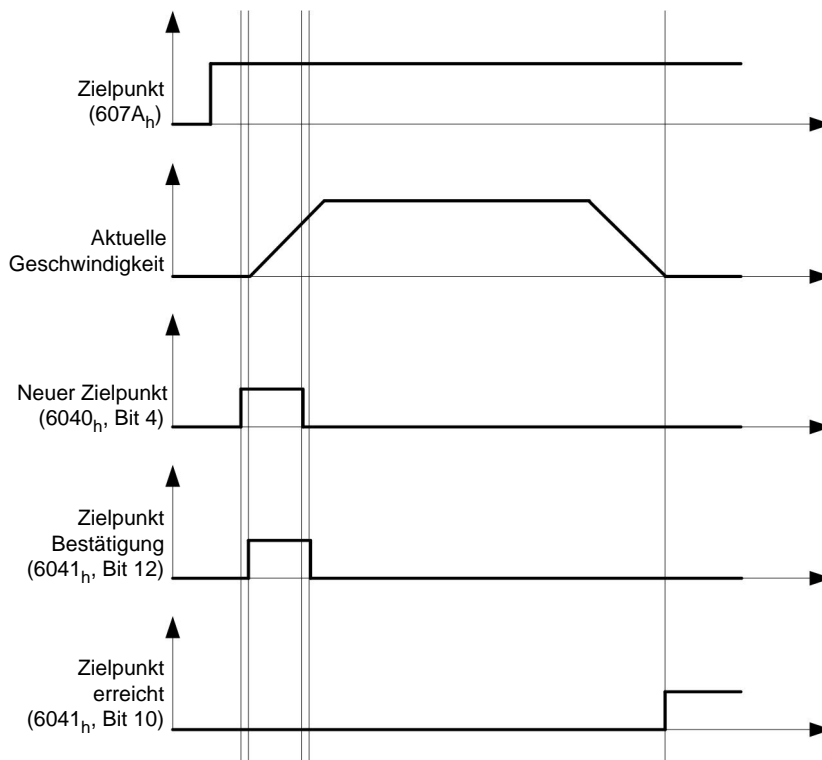 Zielpunkt
(607Ah)
Aktuelle
Geschwindigkeit
Neuer Zielpunkt
(6040h, Bit 4)
Zielpunkt
Bestätigung
(6041h, Bit 12)
Zielpunkt
erreicht
(6041h, Bit 10)